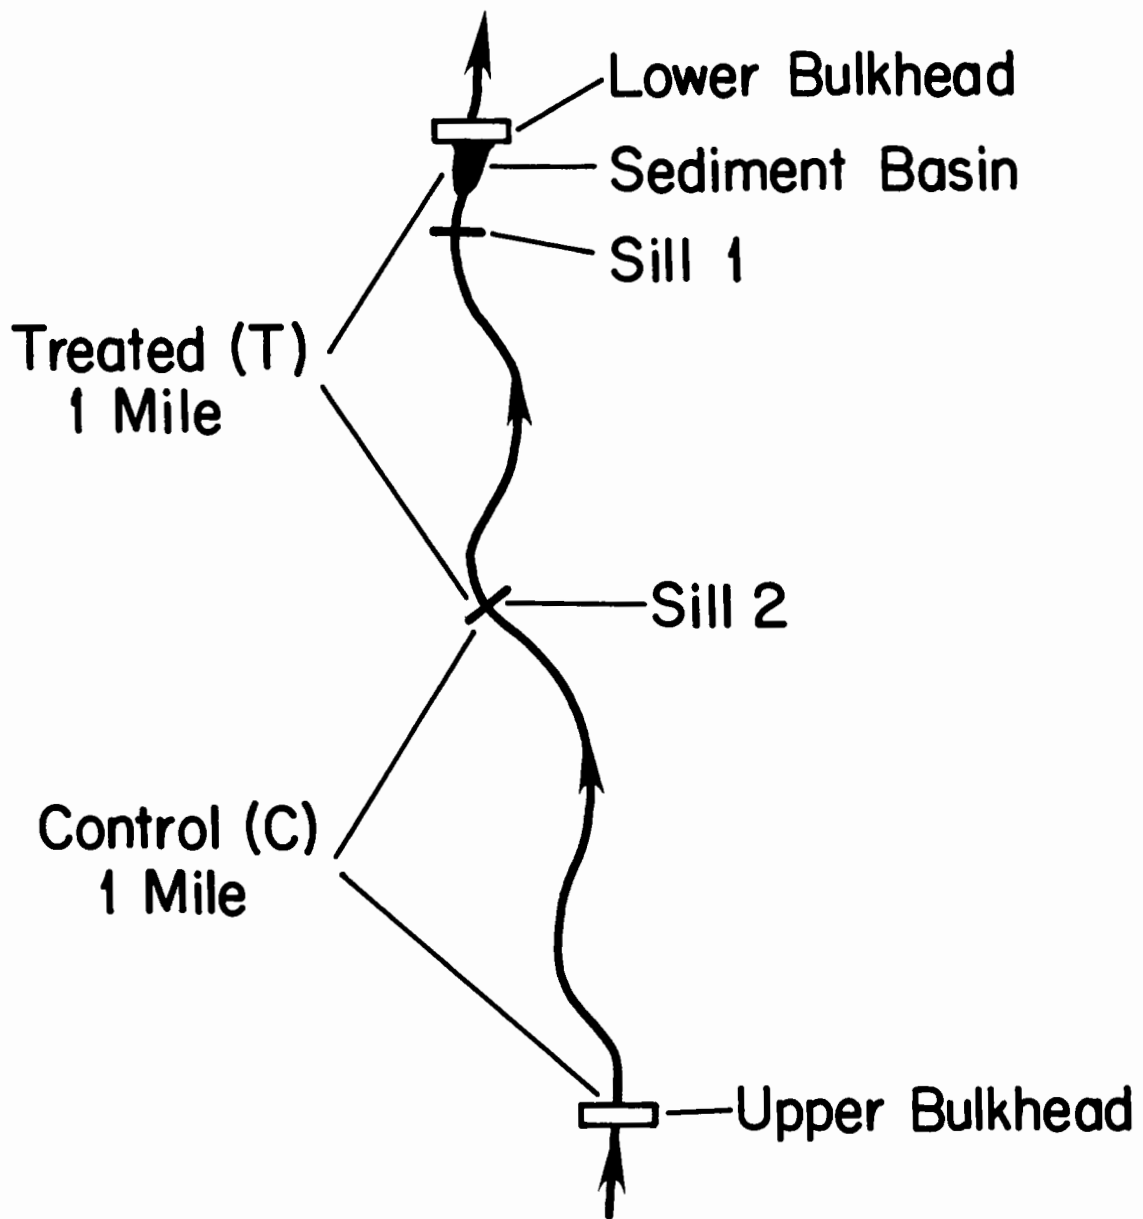 Lower Bulkhead
Sediment Basin
Sill 1
Treated (T)
1 Mile
Sill 2
Control (C)
1 Mile
Upper Bulkhead